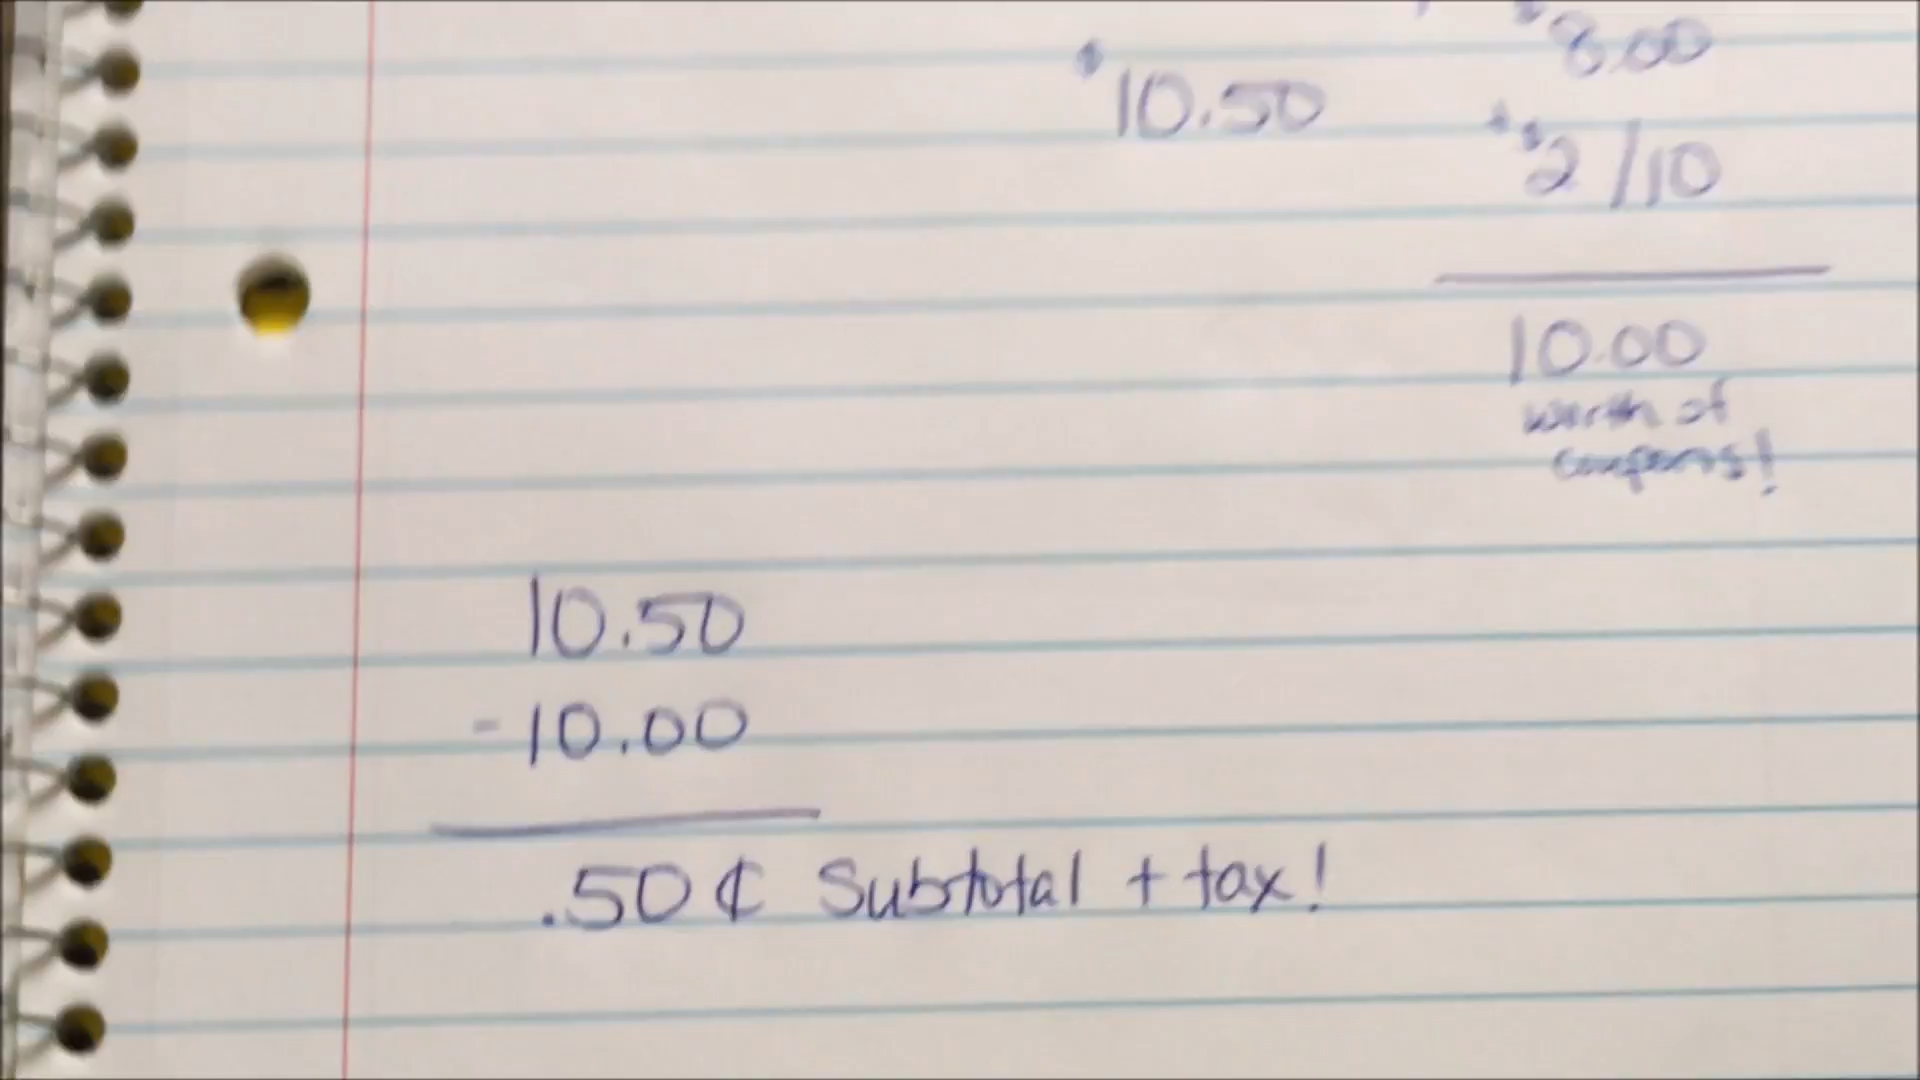 $8.00
$10.50
+ $2/10
10.00
worth of
coupons!
10.50
- 10.00
.50¢ Subtotal + tax!